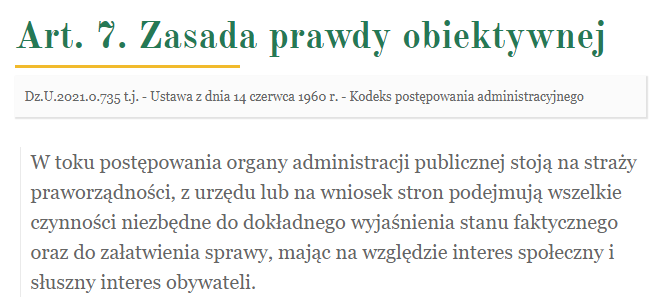 Art. 7. Zasada prawdy obiektywnej
Dz.U.2021.0.735 t.j. - Ustawa z dnia 14 czerwca 1960 r. - Kodeks postępowania administracyjnego
W toku postępowania organy administracji publicznej stoją na straży
praworządności, z urzędu lub na wniosek stron podejmują wszelkie
czynności niezbędne do dokładnego wyjaśnienia stanu faktycznego
oraz do załatwienia sprawy, mając na względzie interes społeczny i
słuszny interes obywateli.